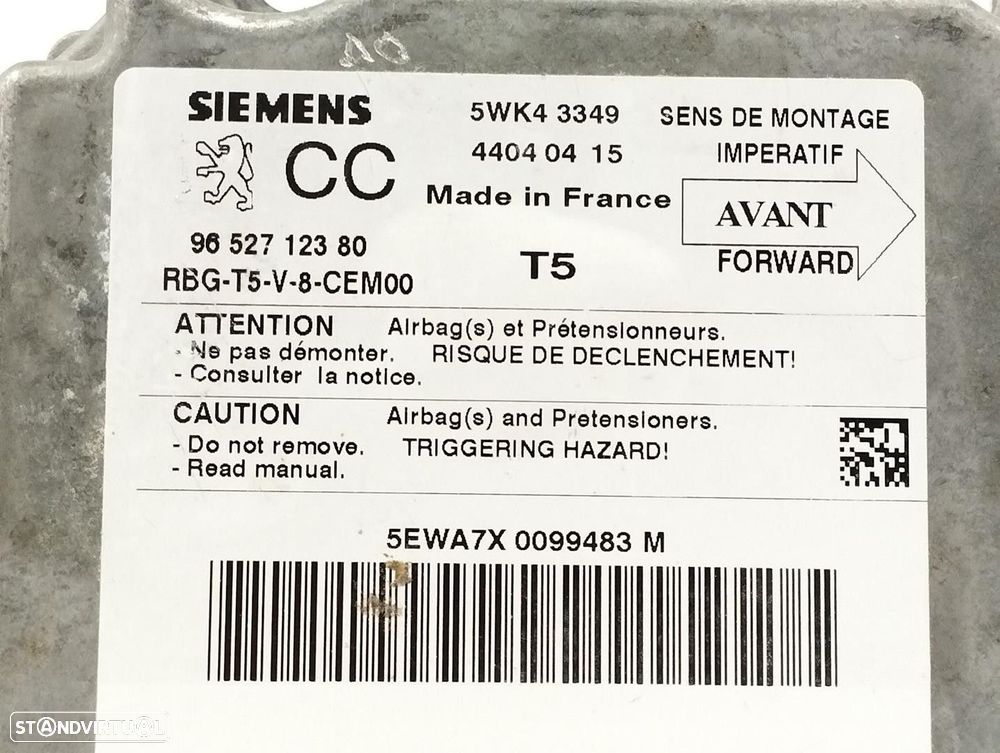 SIEMENS
5WK4 3349
SENS DE MONTAGE
CC
4404 04 15
IMPERATIF
Made in France
AVANT
96 527 123 80
T5
FORWARD
RBG-T5-V-8-CEM00
ATTENTION Airbag(s) et Prétensionneurs.
- Ne pas démonter. RISQUE DE DECLENCHEMENT!
- Consulter la notice.
CAUTION Airbag(s) and Pretensioners.
- Do not remove. TRIGGERING HAZARD!
- Read manual.
5EWA7X 0099483 M
STANDVIRTUAL